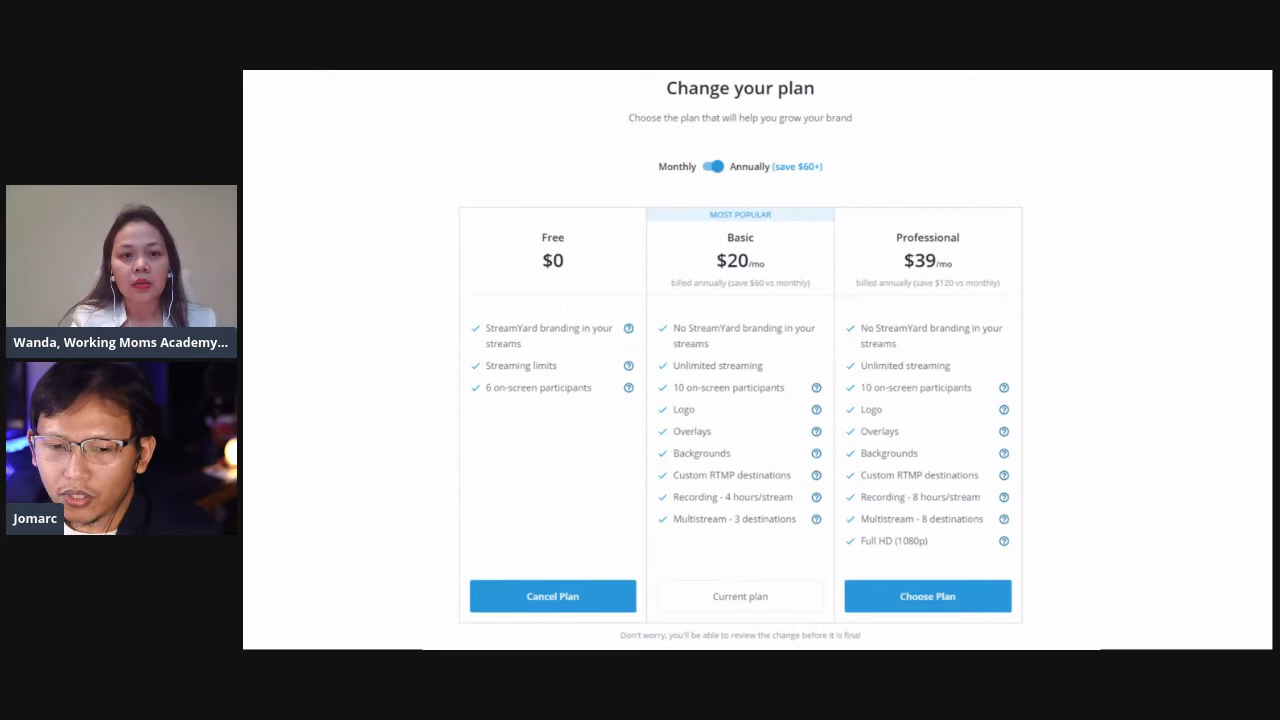 Change your plan
Choose the plan that will help you grow your brand
Monthly Annually (save $60+)
MOST POPULAR
Free
$0
StreamYard branding in your
streams
Streaming limits
6 on-screen participants
Cancel Plan
Basic
$20/mo
billed annually (save $60 vs monthly)
No StreamYard branding in your
streams
Unlimited streaming
10 on-screen participants
Logo
Overlays
Backgrounds
Custom RTMP destinations
Recording - 4 hours/stream
Multistream - 3 destinations
Current plan
Professional
$39/mo
billed annually (save $120 vs monthly)
No StreamYard branding in your
streams
Unlimited streaming
10 on-screen participants
Logo
Overlays
Backgrounds
Custom RTMP destinations
Recording - 8 hours/stream
Multistream - 8 destinations
Full HD (1080p)
Choose Plan
Don't worry, you'll be able to review the change before it is final
Wanda, Working Moms Academy...
Jomarc